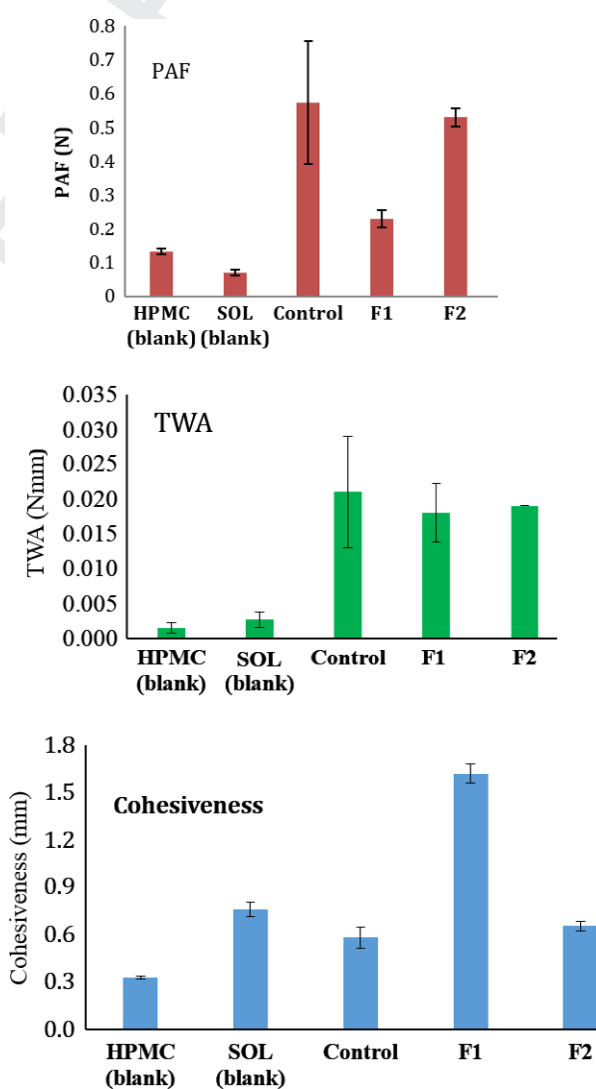 0.8
PAF
0.7
0.6
0.5
0.4
0.3
0.2
0.1
0
PAF (N)
HPMC SOL Control F1 F2
(blank) (blank)
0.035
TWA
0.030
0.025
0.020
0.015
0.010
0.005
0.000
TWA (Nmm)
HPMC SOL Control F1 F2
(blank) (blank)
1.8
1.5
Cohesiveness
1.2
0.9
0.6
0.3
0.0
Cohesiveness (mm)
HPMC SOL Control F1 F2
(blank) (blank)